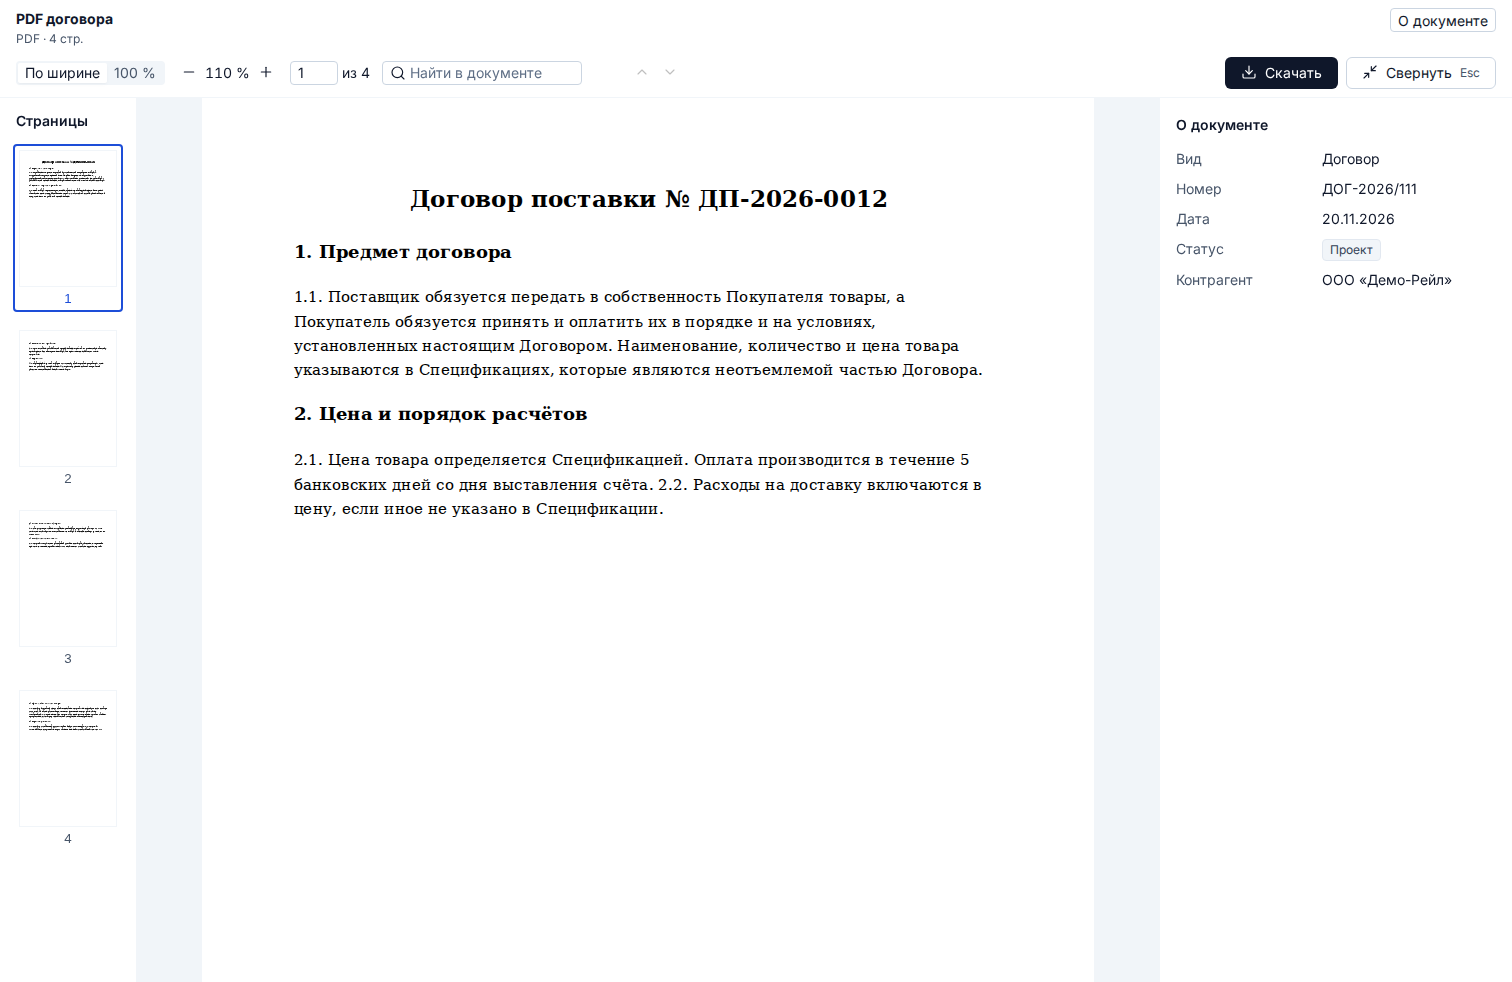 PDF договора
PDF · 4 стр.
О документе
По ширине
100 %
110 %
1
из 4
Найти в документе
Скачать
Свернуть Esc
Страницы
1
2
3
4
Договор поставки № ДП-2026-0012
1. Предмет договора
1.1. Поставщик обязуется передать в собственность Покупателя товары, а
Покупатель обязуется принять и оплатить их в порядке и на условиях,
установленных настоящим Договором. Наименование, количество и цена товара
указываются в Спецификациях, которые являются неотъемлемой частью Договора.
2. Цена и порядок расчётов
2.1. Цена товара определяется Спецификацией. Оплата производится в течение 5
банковских дней со дня выставления счёта. 2.2. Расходы на доставку включаются в
цену, если иное не указано в Спецификации.
О документе
Вид Договор
Номер ДОГ-2026/111
Дата 20.11.2026
Статус Проект
Контрагент ООО «Демо-Рейл»